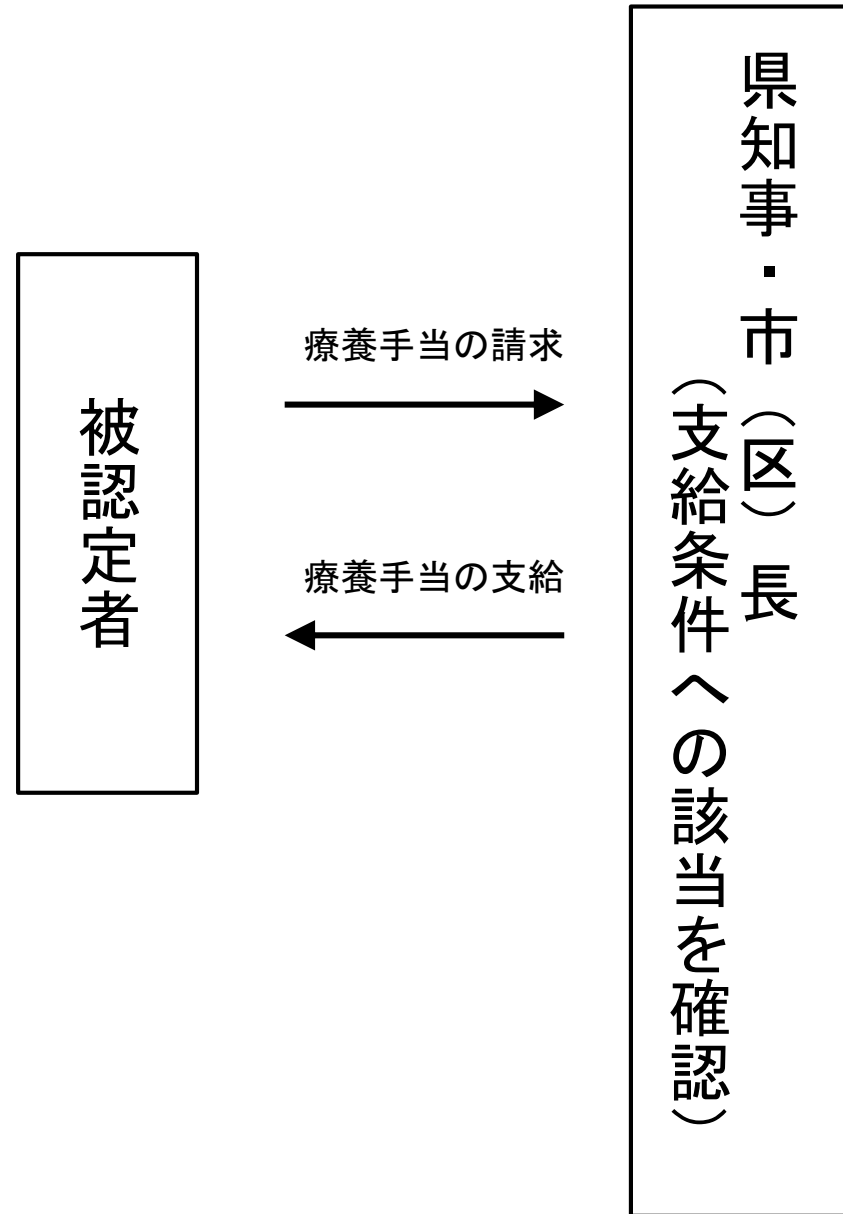 被認定者
療養手当の請求
療養手当の支給
県知事・市（区）長
（支給条件への該当を確認）